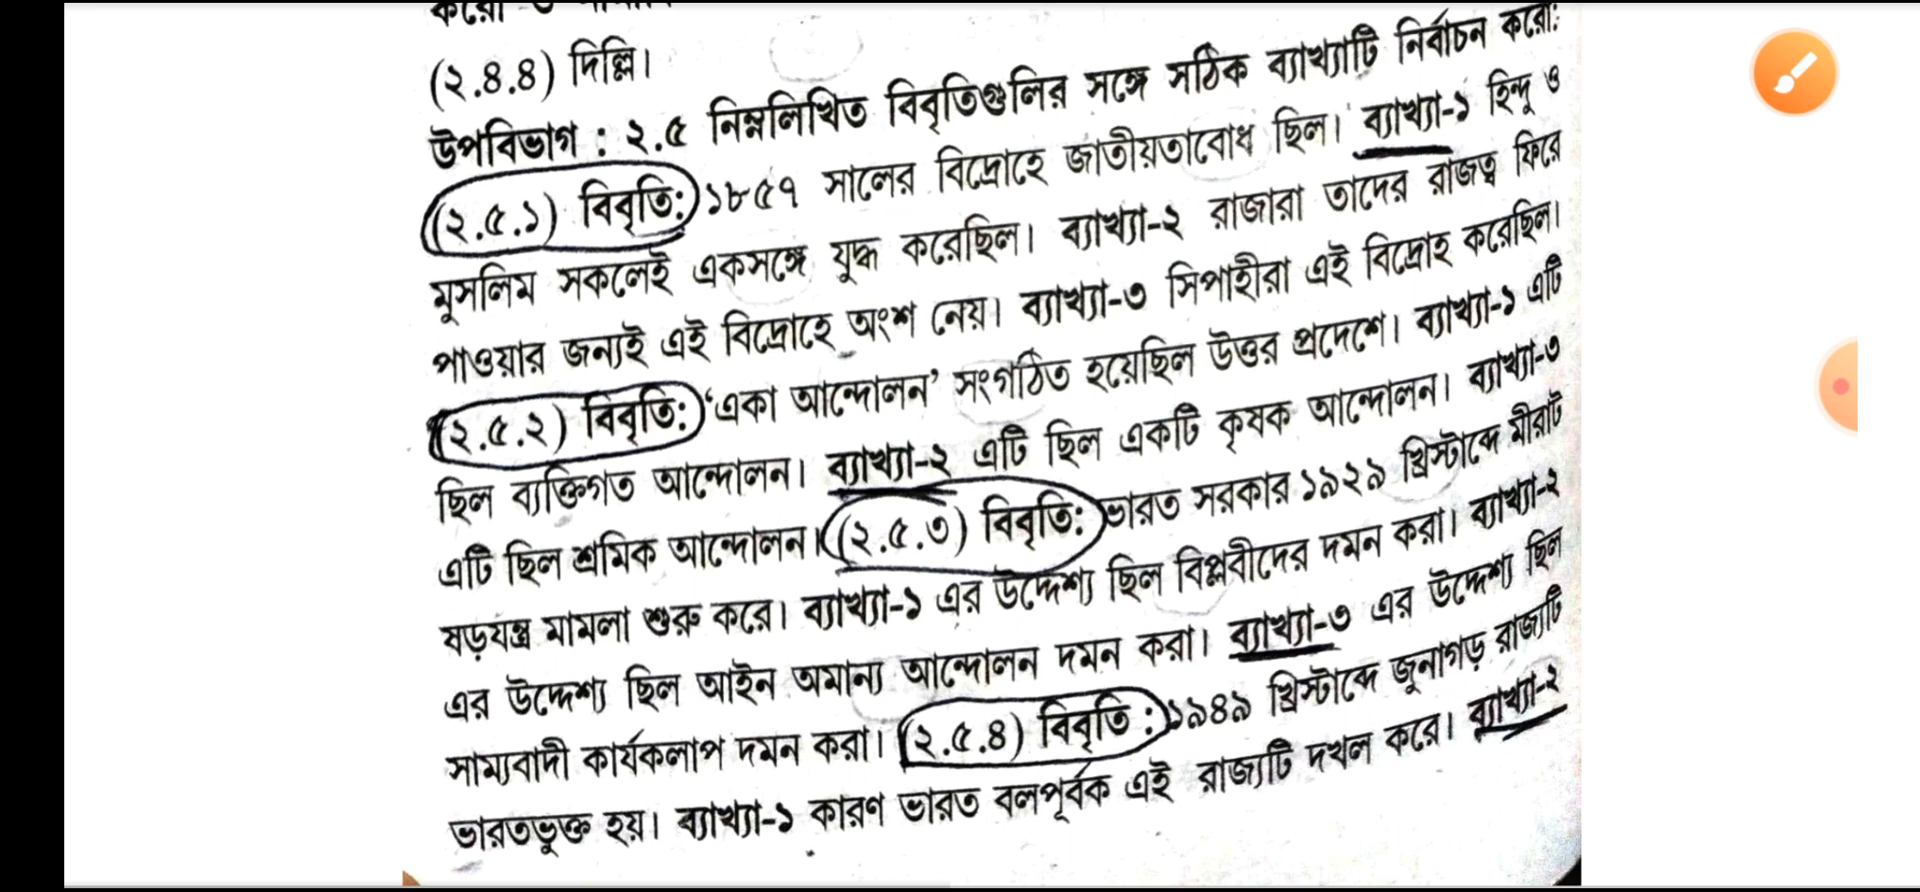 (২.৪.৪) দিল্লি।
উপবিভাগ : ২.৫ নিম্নলিখিত বিবৃতিগুলির সঙ্গে সঠিক ব্যাখ্যাটি নির্বাচন করো:
(২.৫.১) বিবৃতি: ১৮৫৭ সালের বিদ্রোহে জাতীয়তাবোধ ছিল। ব্যাখ্যা-১ হিন্দু ও
মুসলিম সকলেই একসঙ্গে যুদ্ধ করেছিল। ব্যাখ্যা-২ রাজারা তাদের রাজত্ব ফিরে
পাওয়ার জন্যই এই বিদ্রোহে অংশ নেয়। ব্যাখ্যা-৩ সিপাহীরা এই বিদ্রোহ করেছিল।
(২.৫.২) বিবৃতি: ‘একা আন্দোলন’ সংগঠিত হয়েছিল উত্তর প্রদেশে। ব্যাখ্যা-১ এটি
ছিল ব্যক্তিগত আন্দোলন। ব্যাখ্যা-২ এটি ছিল একটি কৃষক আন্দোলন। ব্যাখ্যা-৩
এটি ছিল শ্রমিক আন্দোলন। (২.৫.৩) বিবৃতি: ভারত সরকার ১৯২৯ খ্রিস্টাব্দে মীরাট
ষড়যন্ত্র মামলা শুরু করে। ব্যাখ্যা-১ এর উদ্দেশ্য ছিল বিপ্লবীদের দমন করা। ব্যাখ্যা-২
এর উদ্দেশ্য ছিল আইন অমান্য আন্দোলন দমন করা। ব্যাখ্যা-৩ এর উদ্দেশ্য ছিল
সাম্যবাদী কার্যকলাপ দমন করা। (২.৫.৪) বিবৃতি : ১৯৪৯ খ্রিস্টাব্দে জুনাগড় রাজ্যটি
ভারতভুক্ত হয়। ব্যাখ্যা-১ কারণ ভারত বলপূর্বক এই রাজ্যটি দখল করে। ব্যাখ্যা-২